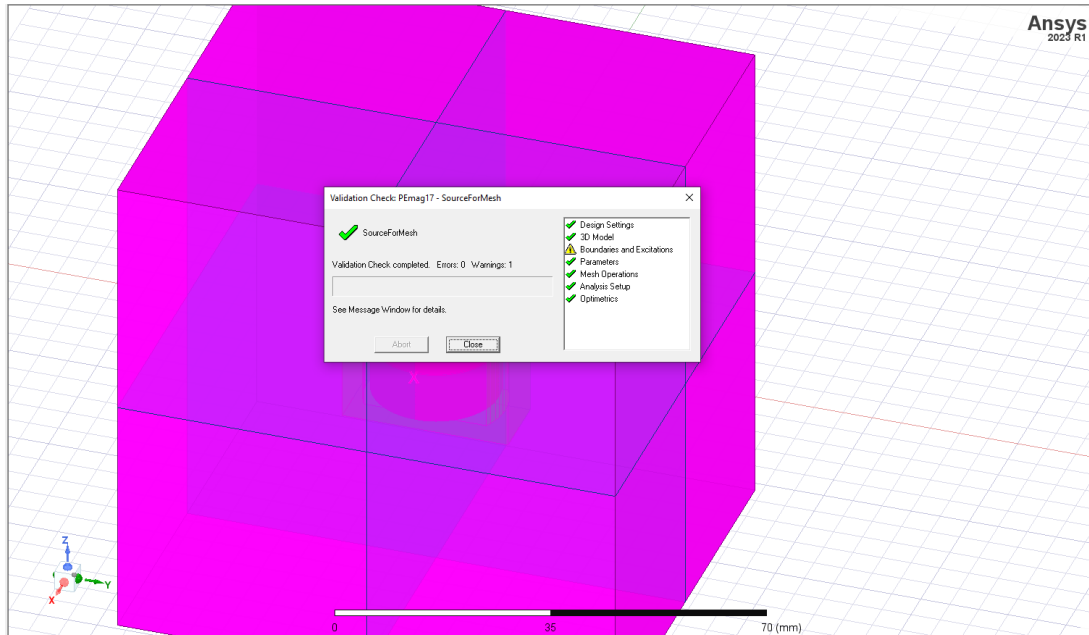 Ansys
2023 R1
Validation Check: PEmag17 - SourceForMesh
SourceForMesh
Validation Check completed. Errors: 0 Warnings: 1
See Message Window for details.
Abort
Close
Design Settings
3D Model
Boundaries and Excitations
Parameters
Mesh Operations
Analysis Setup
Optimetrics
Z
Y
X
0
35
70 (mm)